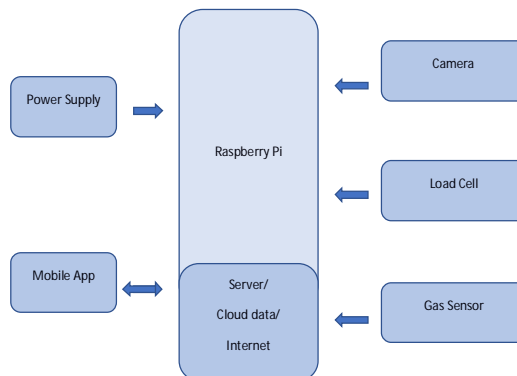 Power Supply
Mobile App
Raspberry Pi
Server/
Cloud data/
Internet
Camera
Load Cell
Gas Sensor